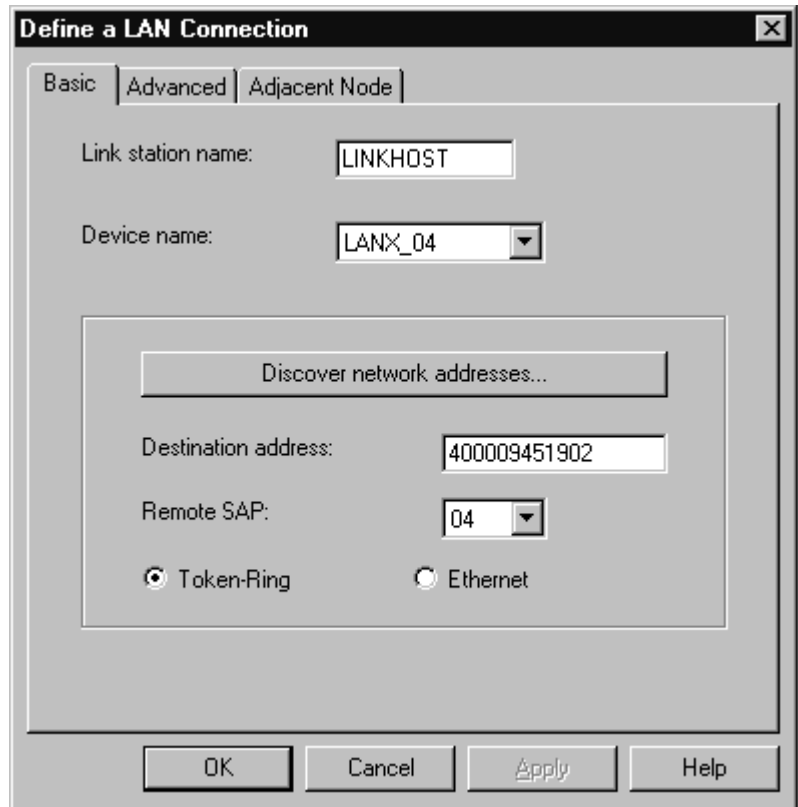 Define a LAN Connection
Basic Advanced Adjacent Node
Link station name: LINKHOST
Device name: LANX_04
Discover network addresses...
Destination address: 400009451902
Remote SAP: 04
Token-Ring Ethernet
OK Cancel Apply Help